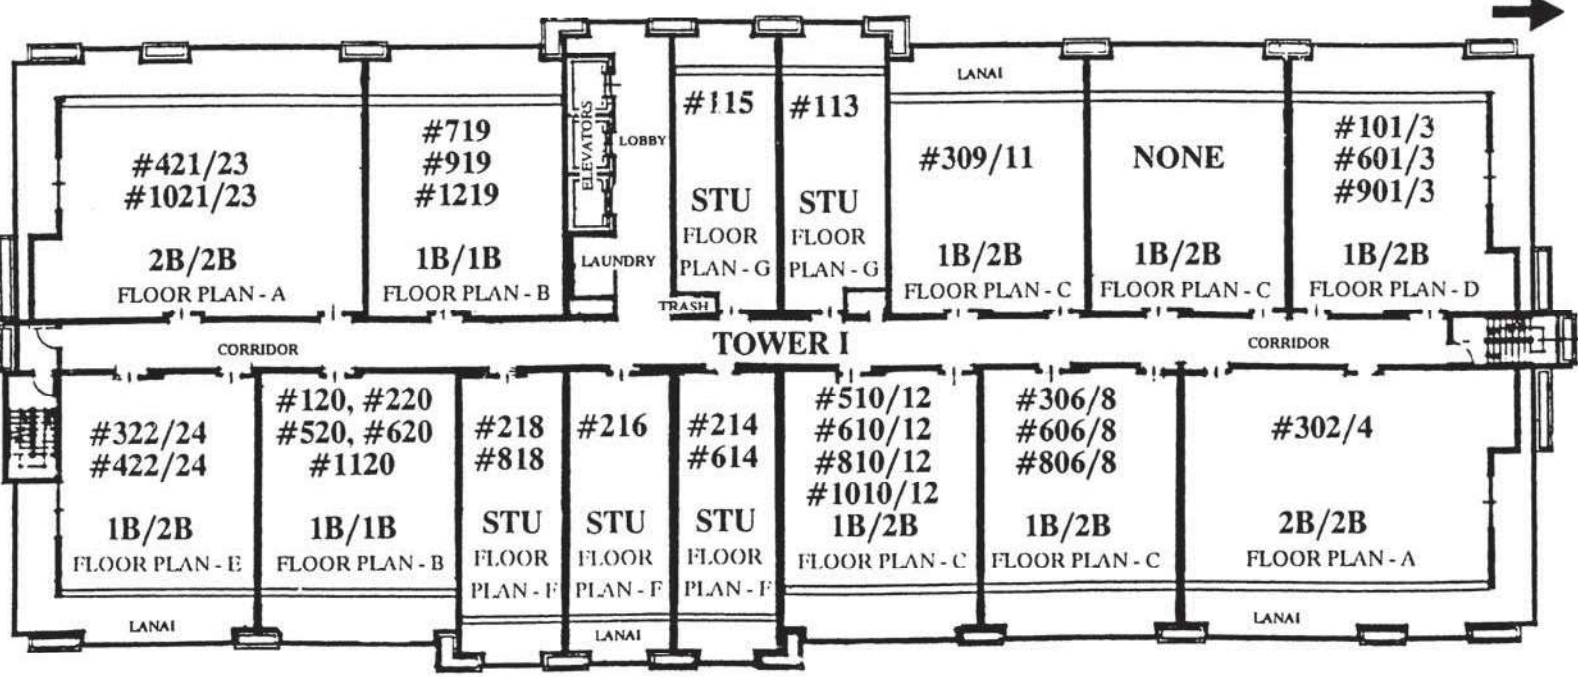 #421/23
#1021/23
2B/2B
FLOOR PLAN - A
#719
#919
#1219
1B/1B
FLOOR PLAN - B
ELEVATORS
LOBBY
LAUNDRY
TRASH
#115
STU
FLOOR
PLAN - G
#113
STU
FLOOR
PLAN - G
LANAI
#309/11
1B/2B
FLOOR PLAN - C
NONE
1B/2B
FLOOR PLAN - C
#101/3
#601/3
#901/3
1B/2B
FLOOR PLAN - D
CORRIDOR
TOWER I
CORRIDOR
#322/24
#422/24
1B/2B
FLOOR PLAN - E
LANAI
#120, #220
#520, #620
#1120
1B/1B
FLOOR PLAN - B
#218
#818
STU
FLOOR
PLAN - F
#216
STU
FLOOR
PLAN - F
LANAI
#214
#614
STU
FLOOR
PLAN - F
#510/12
#610/12
#810/12
#1010/12
1B/2B
FLOOR PLAN - C
#306/8
#606/8
#806/8
1B/2B
FLOOR PLAN - C
#302/4
2B/2B
FLOOR PLAN - A
LANAI